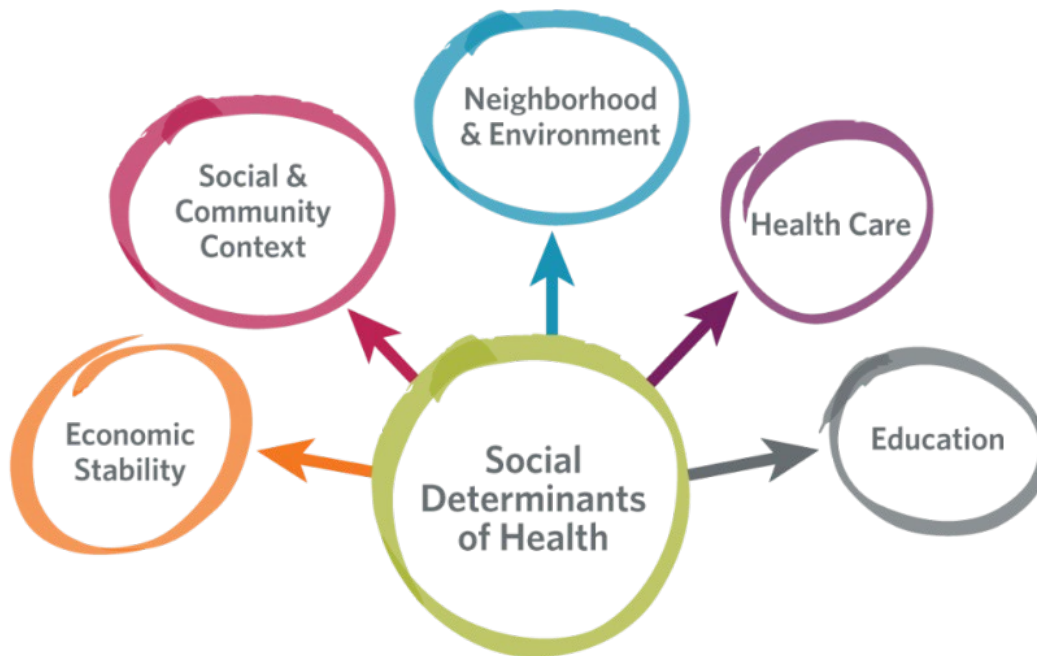 Neighborhood
& Environment
Social &
Community
Context
Health Care
Economic
Stability
Education
Social
Determinants
of Health